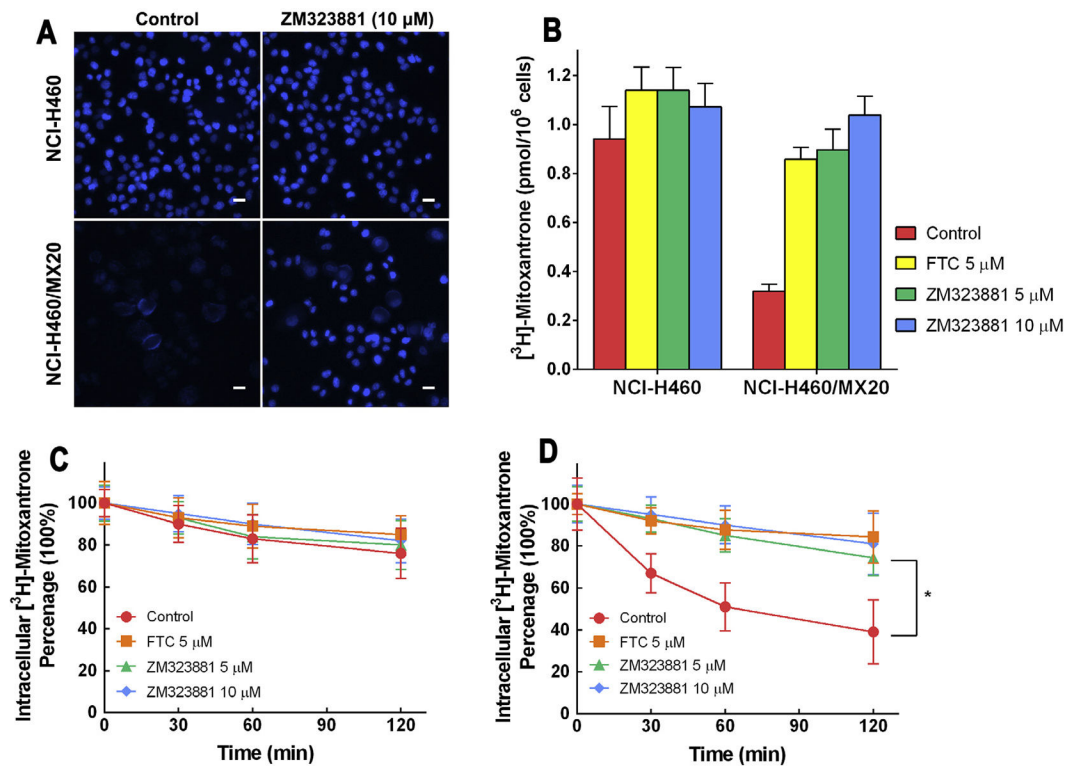 A
Control
ZM323881 (10 µM)
NCI-H460
NCI-H460/MX20
B
[³H]-Mitoxantrone (pmol/10⁶ cells)
1.2
1.0
0.8
0.6
0.4
0.2
0.0
NCI-H460
NCI-H460/MX20
Control
FTC 5 µM
ZM323881 5 µM
ZM323881 10 µM
C
Intracellular [³H]-Mitoxantrone
Percenage (100%)
100
80
60
40
20
0
Control
FTC 5 µM
ZM323881 5 µM
ZM323881 10 µM
0
30
60
90
120
Time (min)
D
Intracellular [³H]-Mitoxantrone
Percenage (100%)
100
80
60
40
20
0
*
Control
FTC 5 µM
ZM323881 5 µM
ZM323881 10 µM
0
30
60
90
120
Time (min)